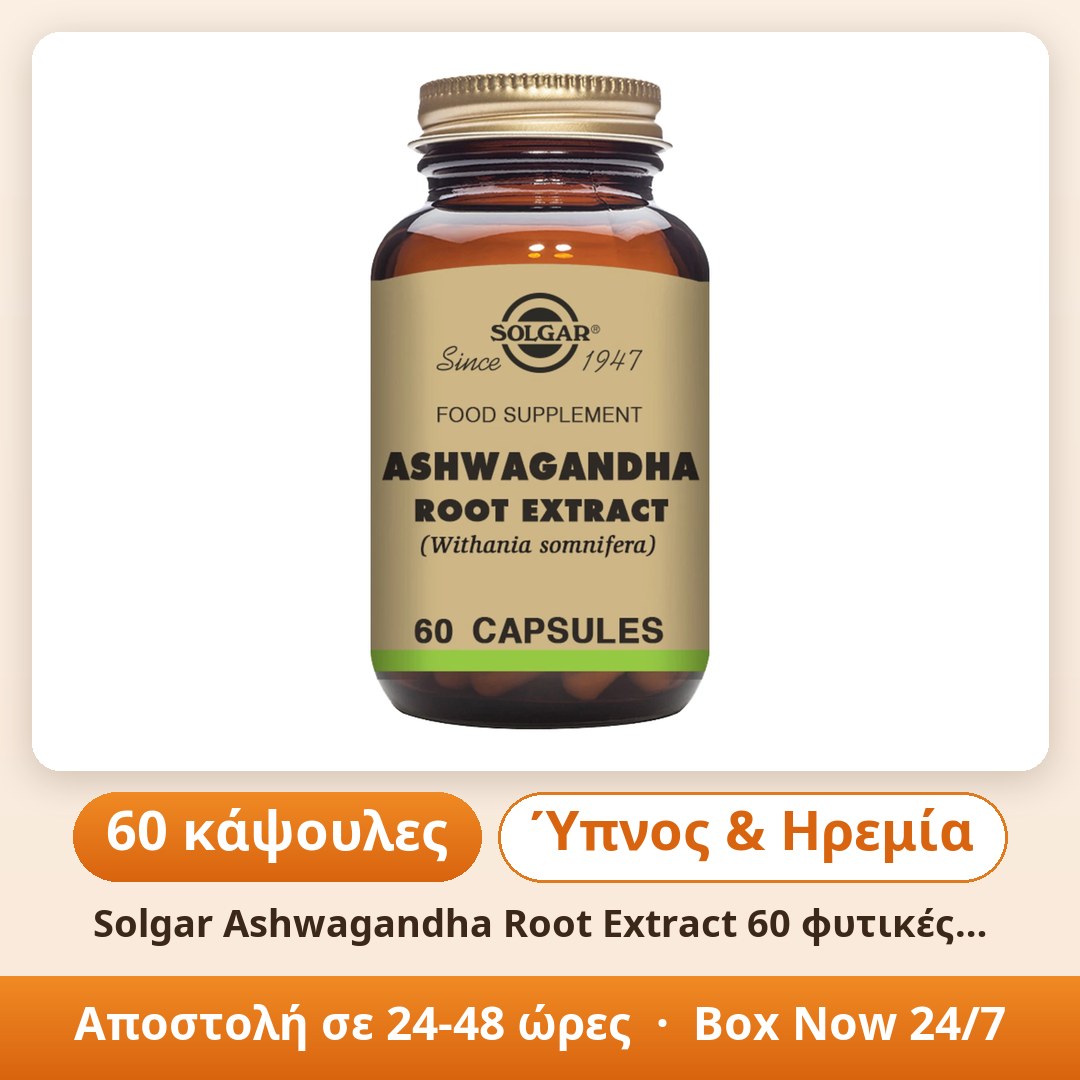 SOLGAR®
Since 1947
FOOD SUPPLEMENT
ASHWAGANDHA
ROOT EXTRACT
(Withania somnifera)
60 CAPSULES
60 κάψουλες
Ύπνος & Ηρεμία
Solgar Ashwagandha Root Extract 60 φυτικές...
Αποστολή σε 24-48 ώρες · Box Now 24/7